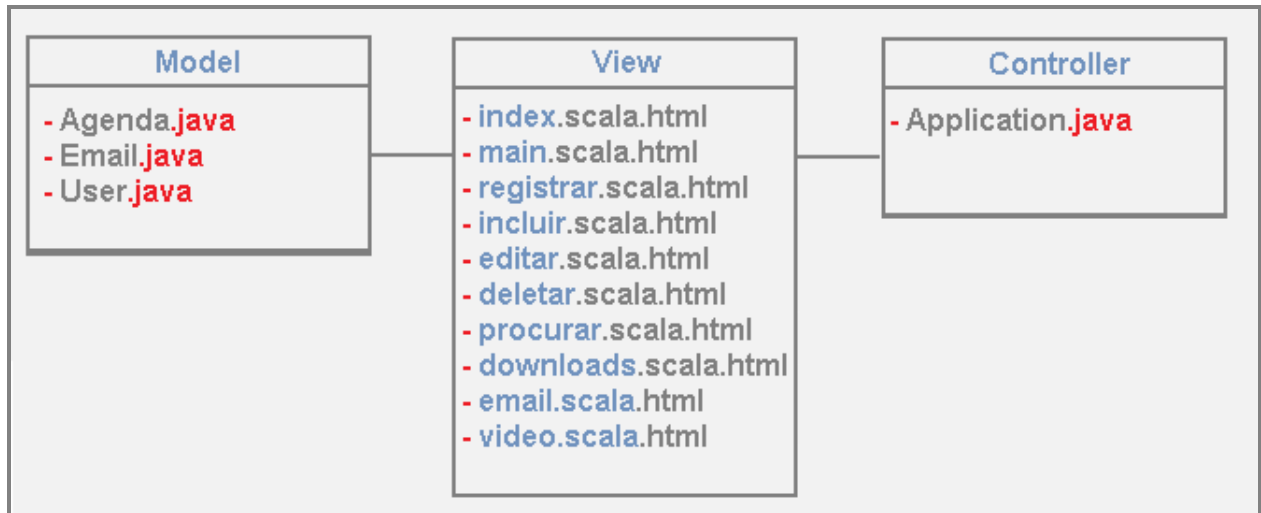 Model
- Agenda.java
- Email.java
- User.java
View
- index.scala.html
- main.scala.html
- registrar.scala.html
- incluir.scala.html
- editar.scala.html
- deletar.scala.html
- procurar.scala.html
- downloads.scala.html
- email.scala.html
- video.scala.html
Controller
- Application.java